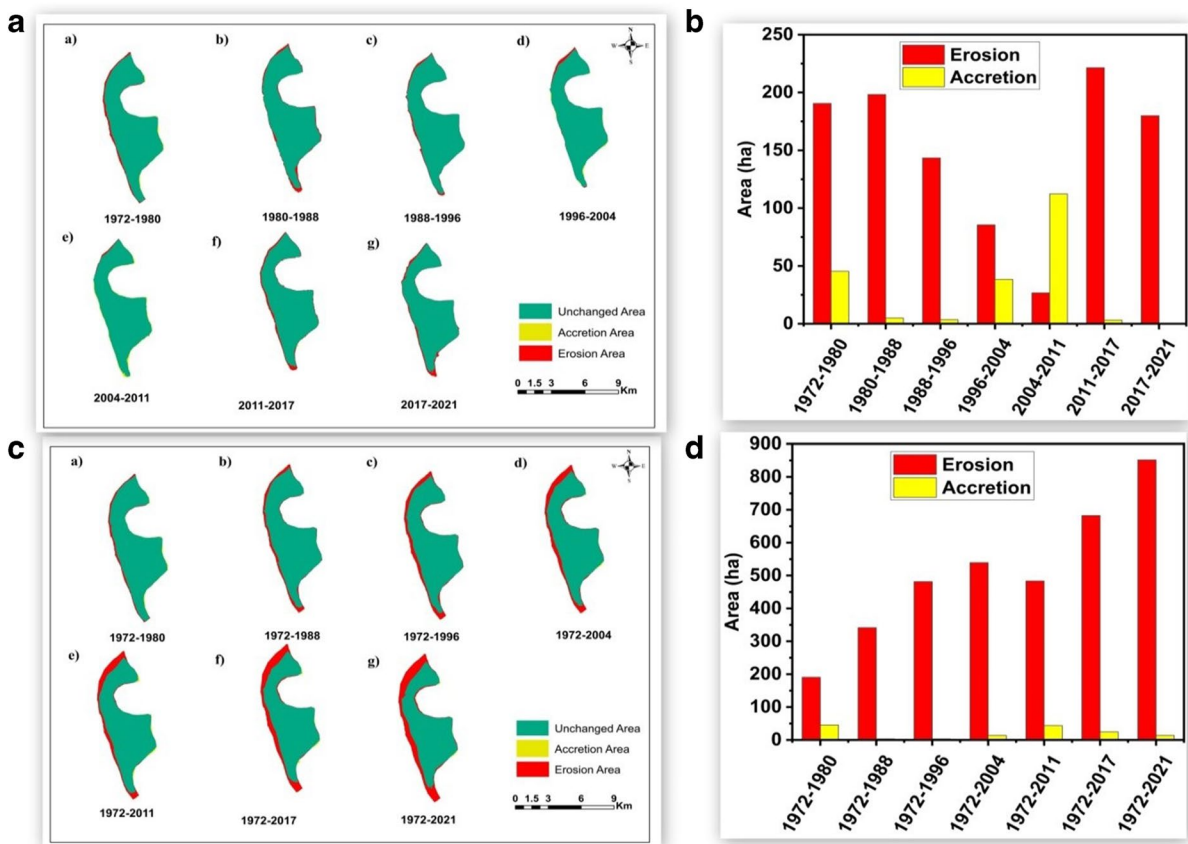 a
a)
b)
c)
d)
N
W E
S
1972-1980
1980-1988
1988-1996
1996-2004
e)
f)
g)
Unchanged Area
Accretion Area
Erosion Area
0 1.5 3 6 9
Km
2004-2011
2011-2017
2017-2021
b
Erosion
Accretion
Area (ha)
250
200
150
100
50
0
1972-1980
1980-1988
1988-1996
1996-2004
2004-2011
2011-2017
2017-2021
c
a)
b)
c)
d)
N
W E
S
1972-1980
1972-1988
1972-1996
1972-2004
e)
f)
g)
Unchanged Area
Accretion Area
Erosion Area
0 1.5 3 6 9
Km
1972-2011
1972-2017
1972-2021
d
Erosion
Accretion
Area (ha)
900
800
700
600
500
400
300
200
100
0
1972-1980
1972-1988
1972-1996
1972-2004
1972-2011
1972-2017
1972-2021